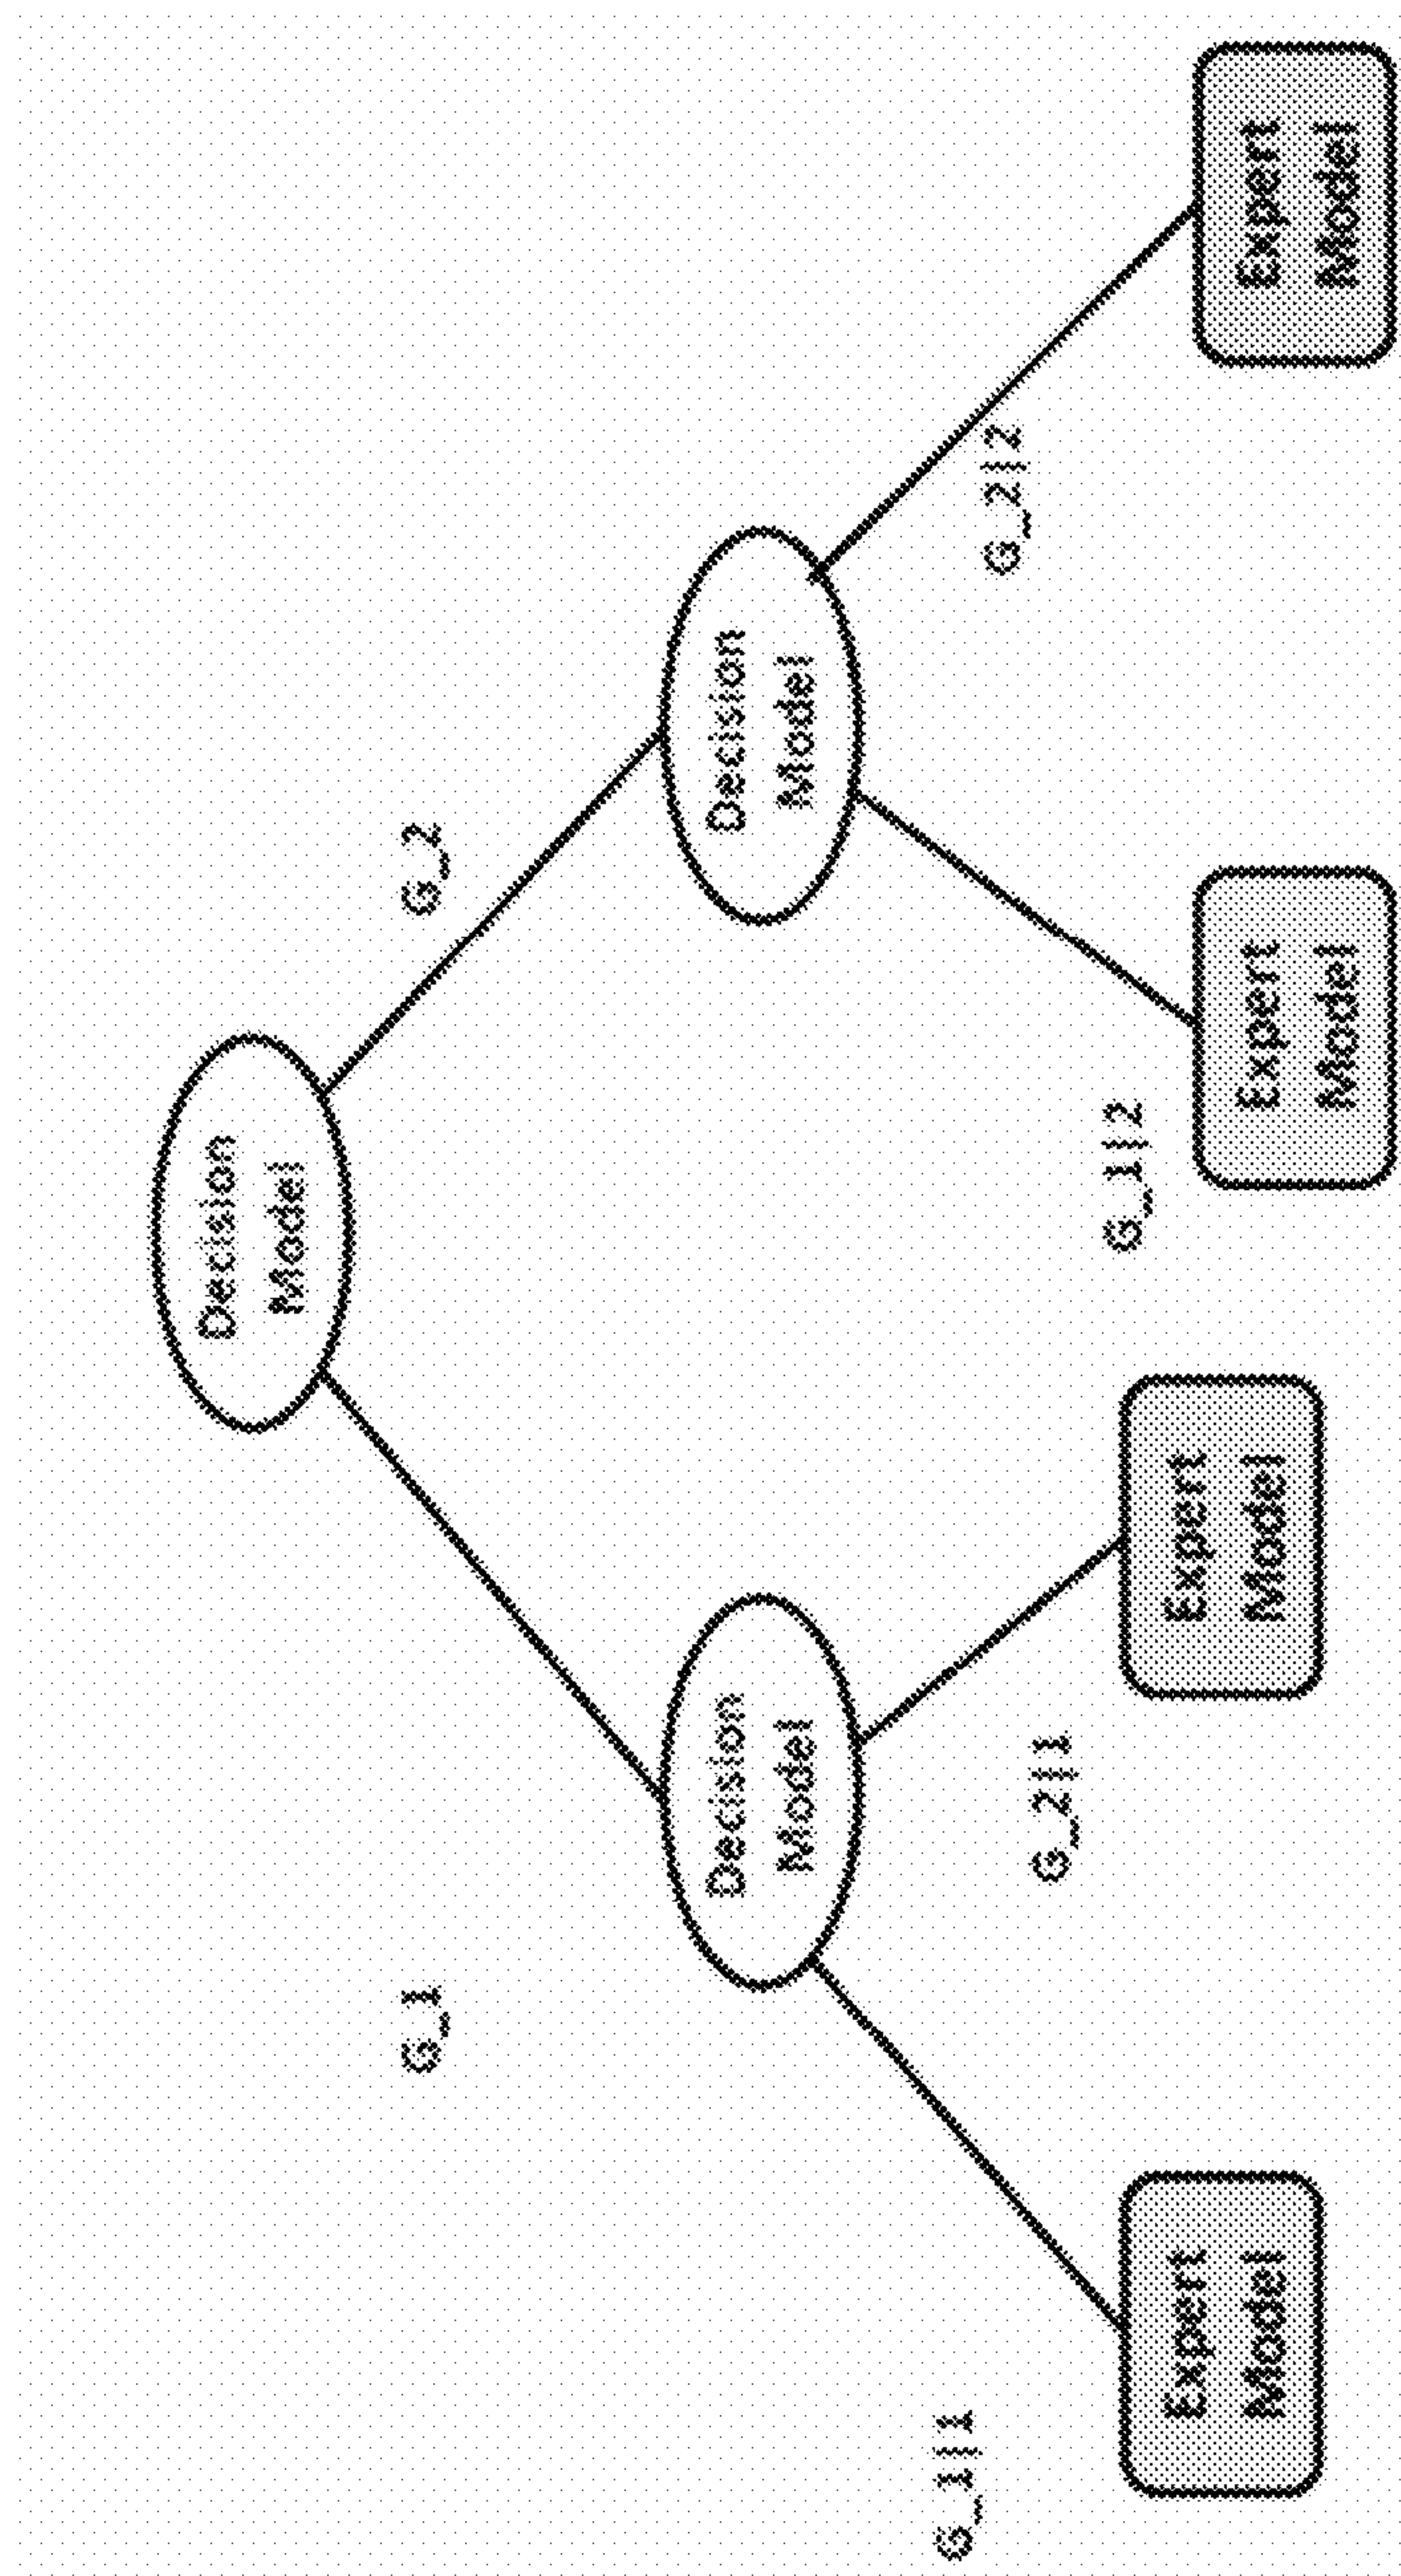 Decision
Model
G_1
G_2
Decision
Model
Decision
Model
G_1|1
G_2|1
G_1|2
G_2|2
Expert
Model
Expert
Model
Expert
Model
Expert
Model